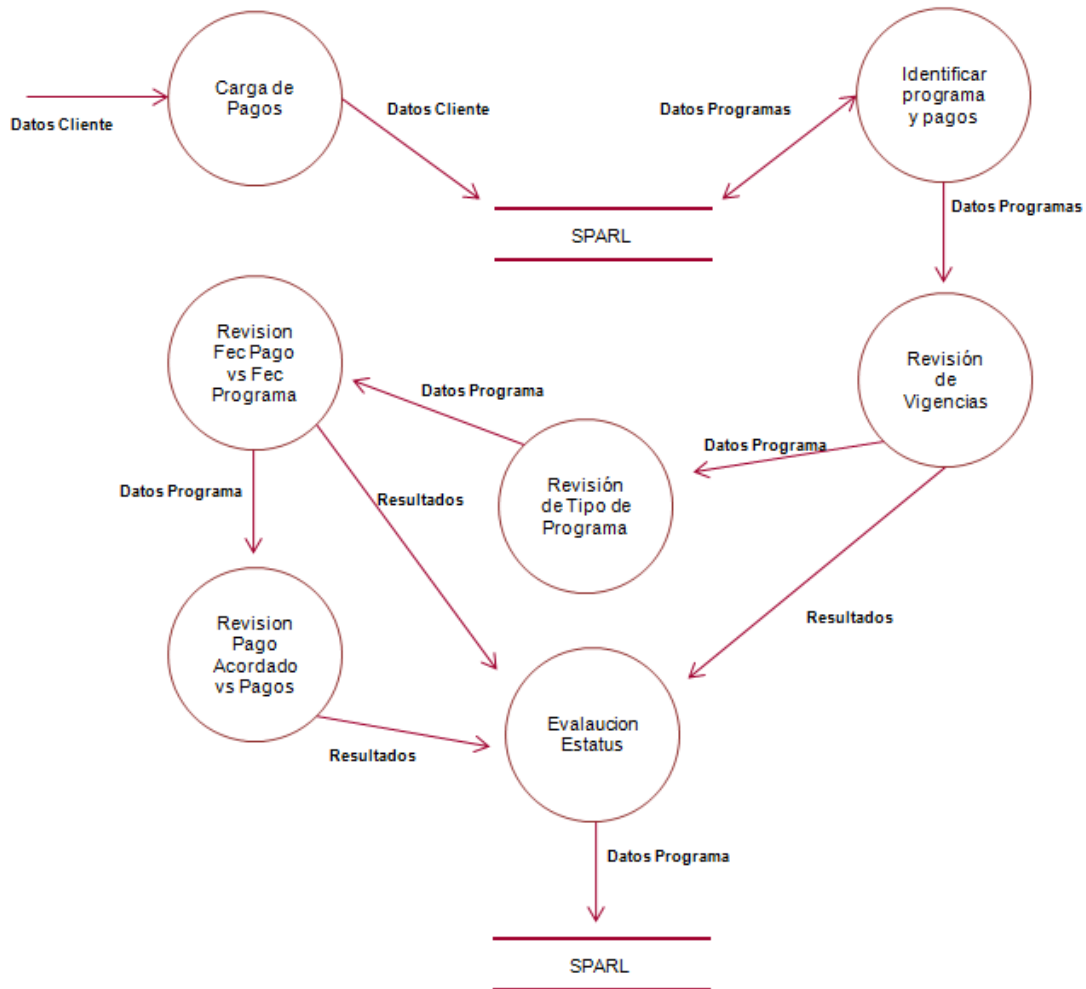 Carga de
Pagos
Identificar
programa
y pagos
Datos Cliente
Datos Cliente
Datos Programas
Datos Programas
SPARL
Revision
Fec Pago
vs Fec
Programa
Revisión
de
Vigencias
Datos Programa
Datos Programa
Revisión
de Tipo de
Programa
Datos Programa
Resultados
Revision
Pago
Acordado
vs Pagos
Resultados
Evalaucion
Estatus
Resultados
Datos Programa
SPARL